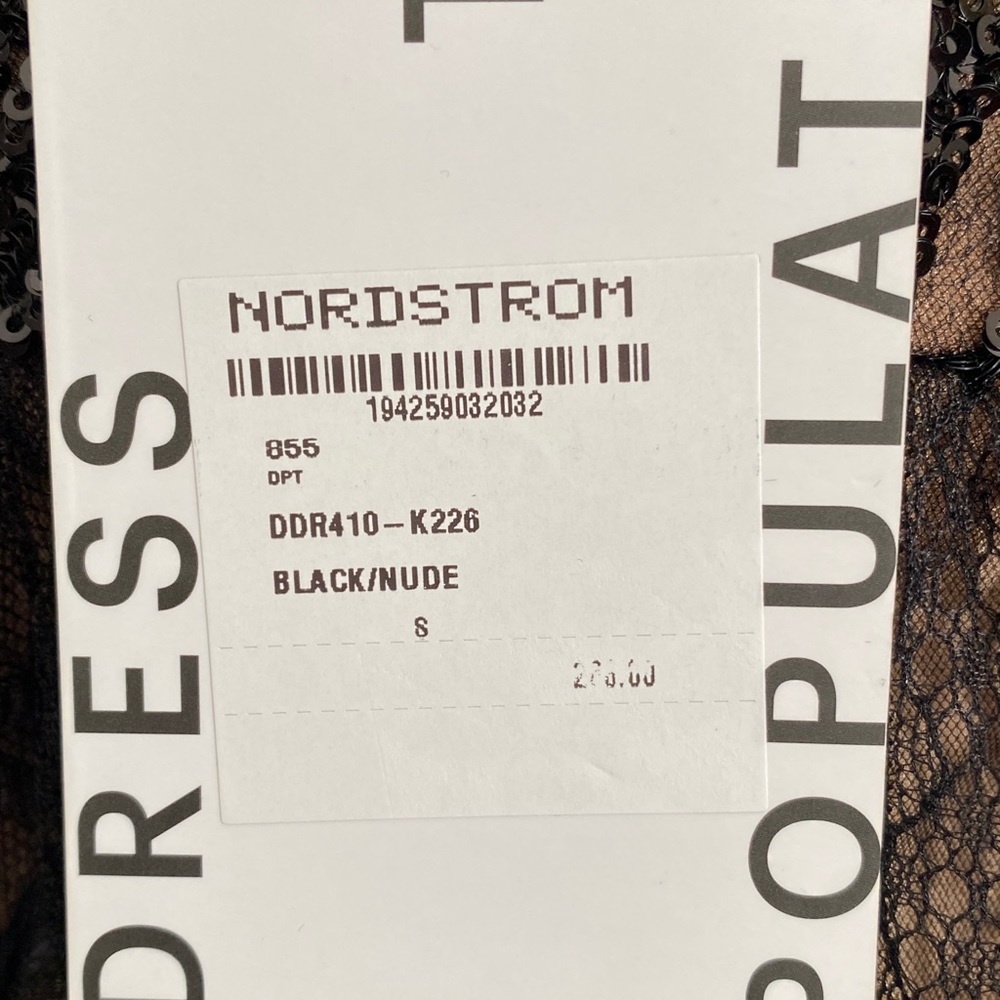 NORDSTROM
194259032032
855
DPT
DDR410-K226
BLACK/NUDE
S
DRESS
POPULAT